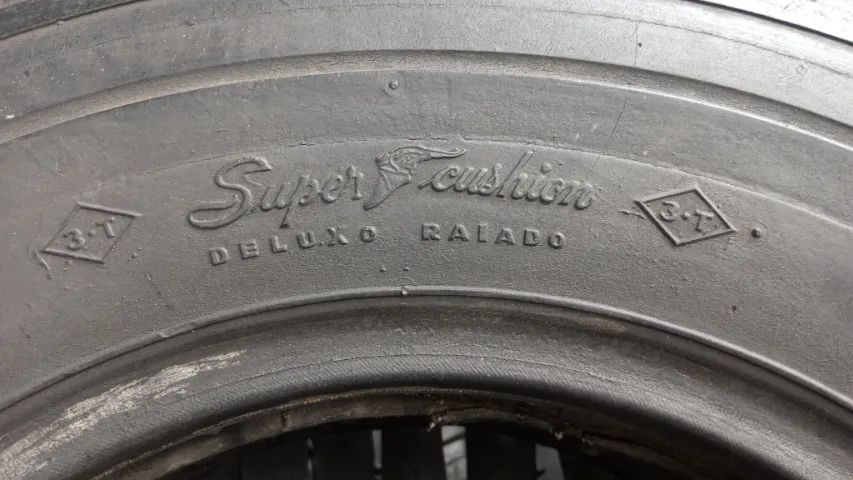 Super cushion
3-T
DELUXO RAIADO
3-T